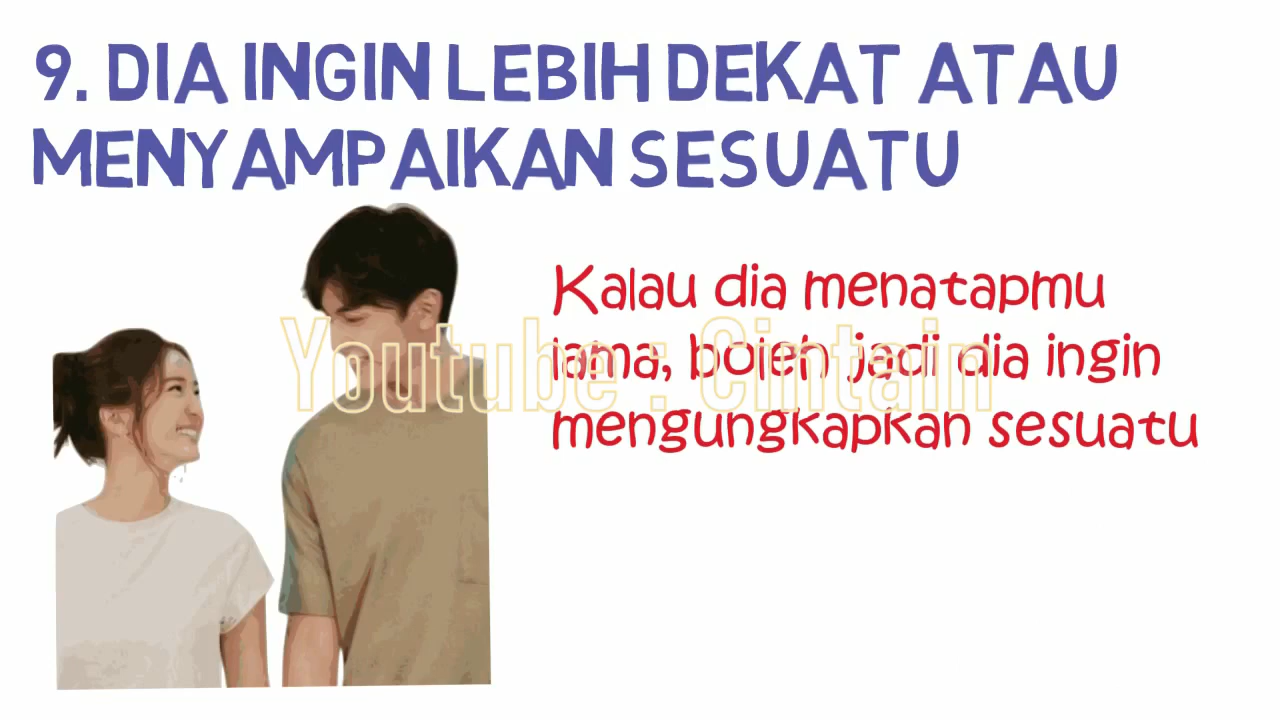 9. DIA INGIN LEBIH DEKAT ATAU
MENYAMPAIKAN SESUATU
Kalau dia menatapmu
lama, boleh jadi dia ingin
mengungkapkan sesuatu
Youtube : Cintain